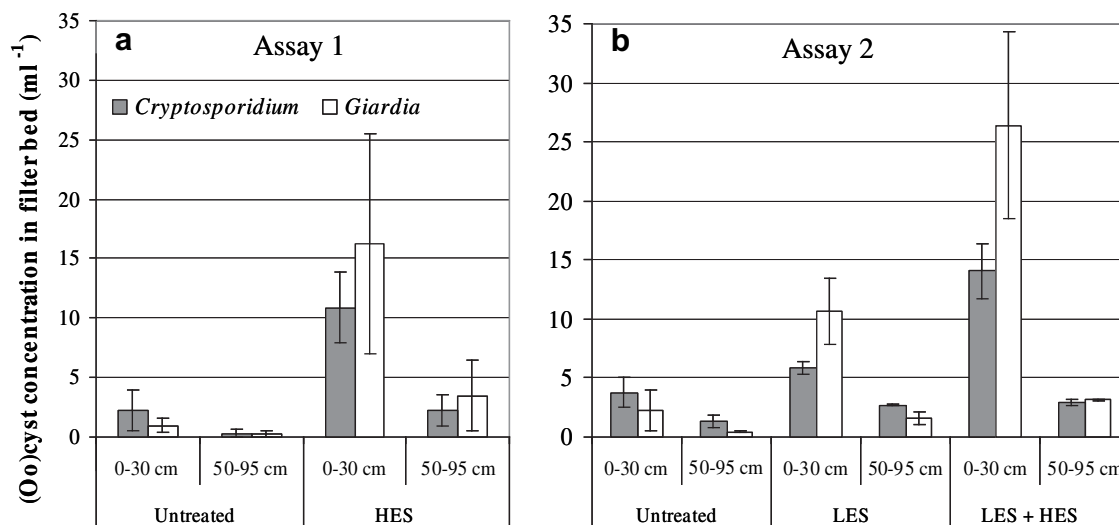 (Oo)cyst concentration in filter bed (ml -1)
a
Assay 1
Cryptosporidium Giardia
35
30
25
20
15
10
5
0
0-30 cm 50-95 cm 0-30 cm 50-95 cm
Untreated HES
b
Assay 2
35
30
25
20
15
10
5
0
0-30 cm 50-95 cm 0-30 cm 50-95 cm 0-30 cm 50-95 cm
Untreated LES LES + HES